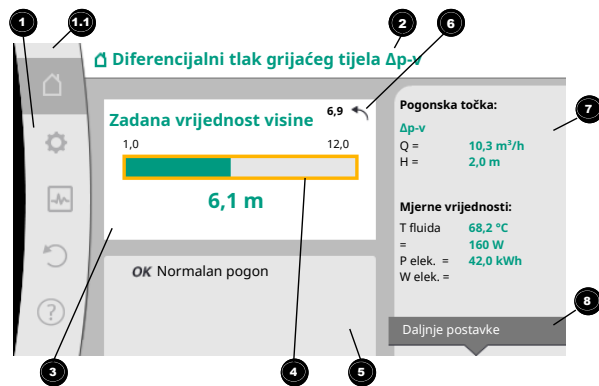 1
1.1
2
6
Diferencijalni tlak grijaćeg tijela Δp-v
Zadana vrijednost visine
6,9
1,0
12,0
6,1 m
OK Normalan pogon
Pogonska točka:
Δp-v
Q = 10,3 m³/h
H = 2,0 m
7
Mjerne vrijednosti:
T fluida 68,2 °C
= 160 W
P elek. = 42,0 kWh
W elek. =
8
Daljnje postavke
3
4
5
?